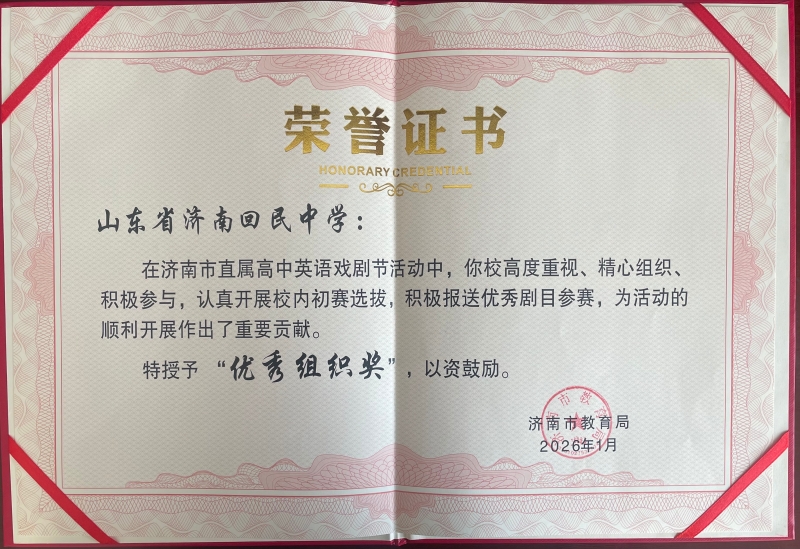 荣誉证书
HONORARY CREDENTIAL
山东省济南回民中学：
在济南市直属高中英语戏剧节活动中，你校高度重视、精心组织、
积极参与，认真开展校内初赛选拔，积极报送优秀剧目参赛，为活动的
顺利开展作出了重要贡献。
特授予“优秀组织奖”，以资鼓励。
济南市教育局
2026年1月